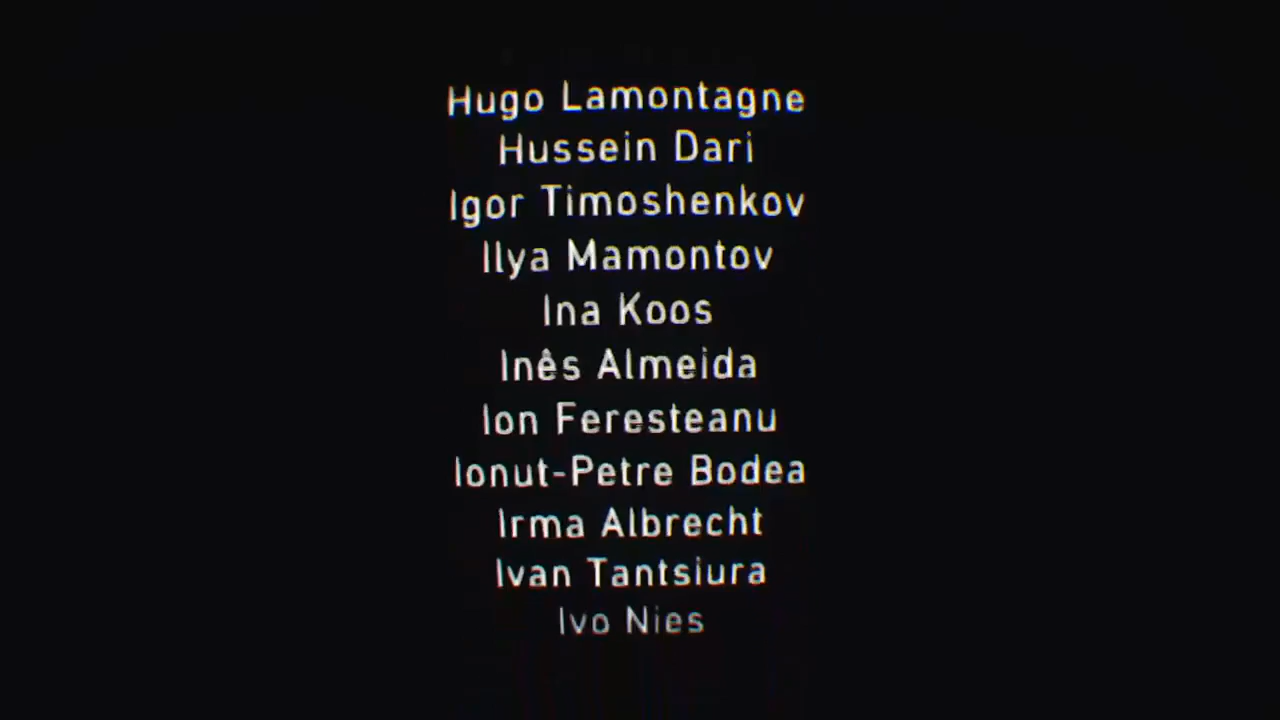 Hugo Lamontagne
Hussein Dari
Igor Timoshenkov
Ilya Mamontov
Ina Koos
Inês Almeida
Ion Feresteanu
Ionut-Petre Bodea
Irma Albrecht
Ivan Tantsiura
Ivo Nies